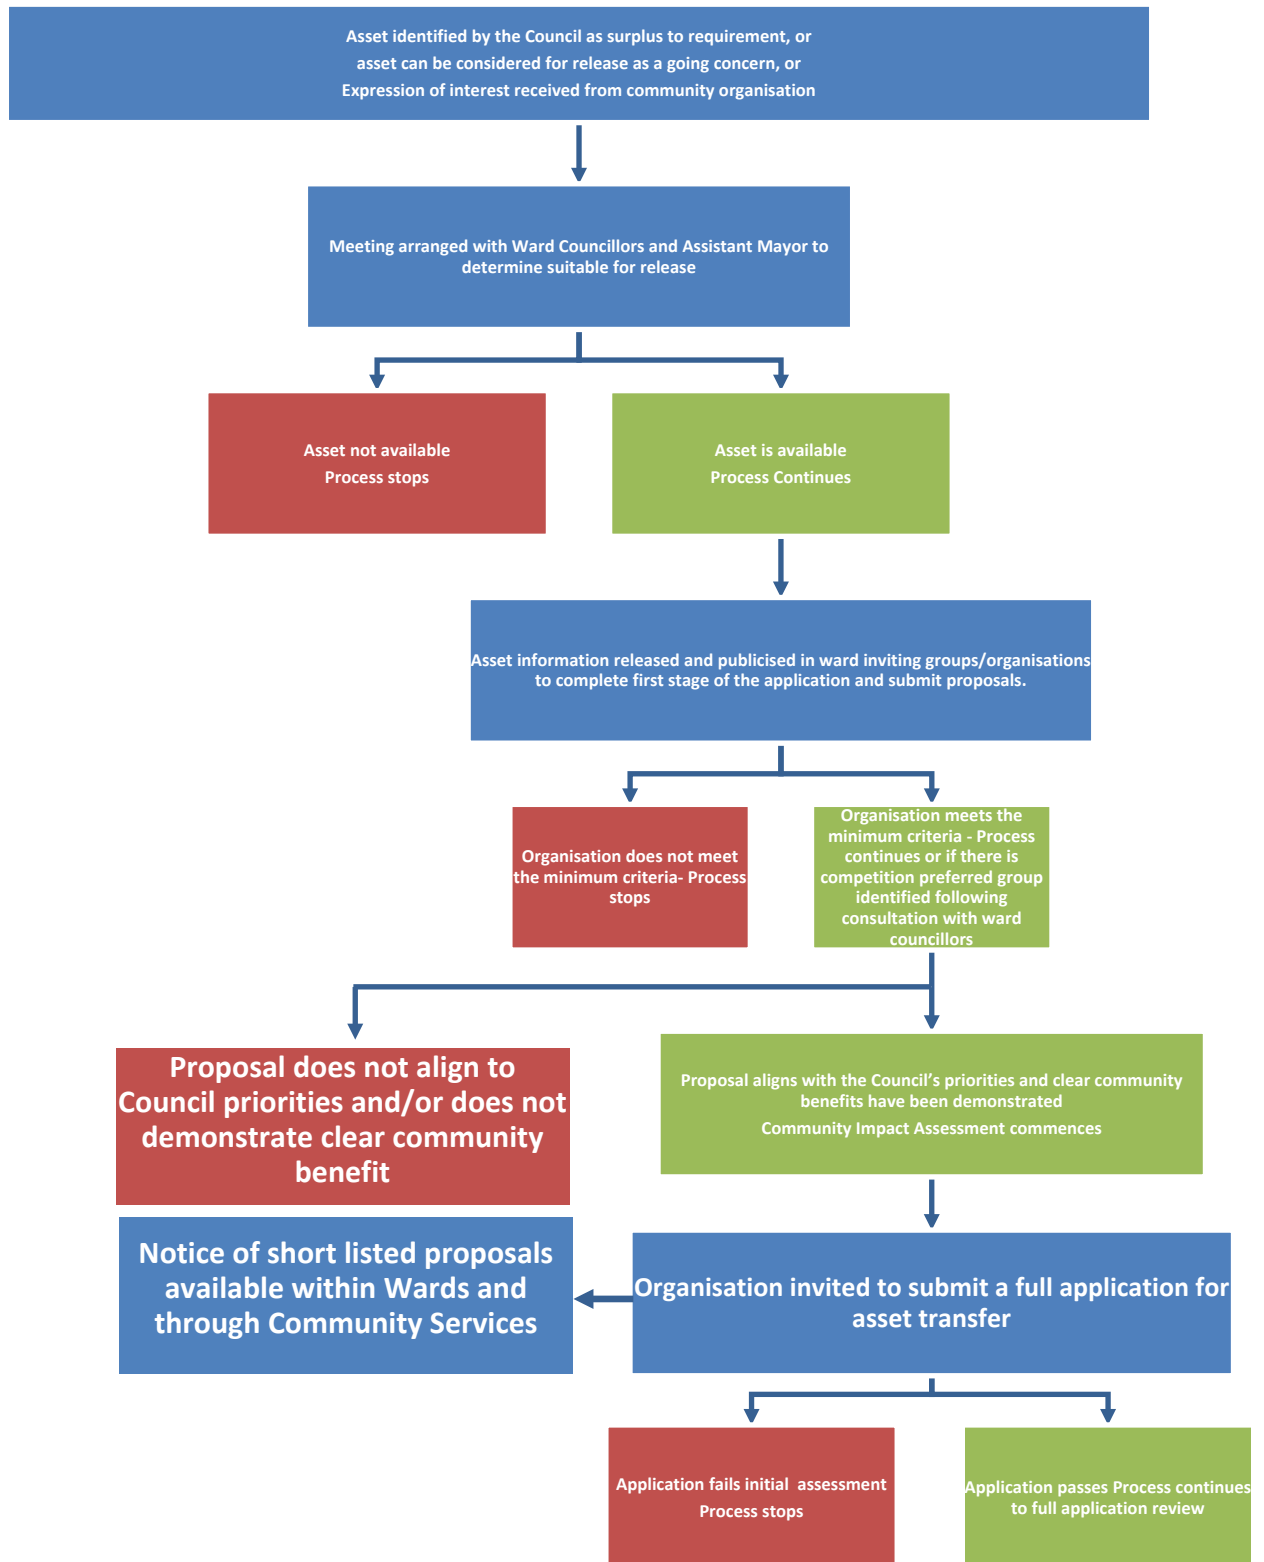 Asset identified by the Council as surplus to requirement, or
asset can be considered for release as a going concern, or
Expression of interest received from community organisation
Meeting arranged with Ward Councillors and Assistant Mayor to
determine suitable for release
Asset not available
Process stops
Asset is available
Process Continues
Asset information released and publicised in ward inviting groups/organisations
to complete first stage of the application and submit proposals.
Organisation does not meet
the minimum criteria- Process
stops
Organisation meets the
minimum criteria - Process
continues or if there is
competition preferred group
identified following
consultation with ward
councillors
Proposal does not align to
Council priorities and/or does not
demonstrate clear community
benefit
Proposal aligns with the Council’s priorities and clear community
benefits have been demonstrated
Community Impact Assessment commences
Notice of short listed proposals
available within Wards and
through Community Services
Organisation invited to submit a full application for
asset transfer
Application fails initial  assessment
Process stops
Application passes Process continues
to full application review